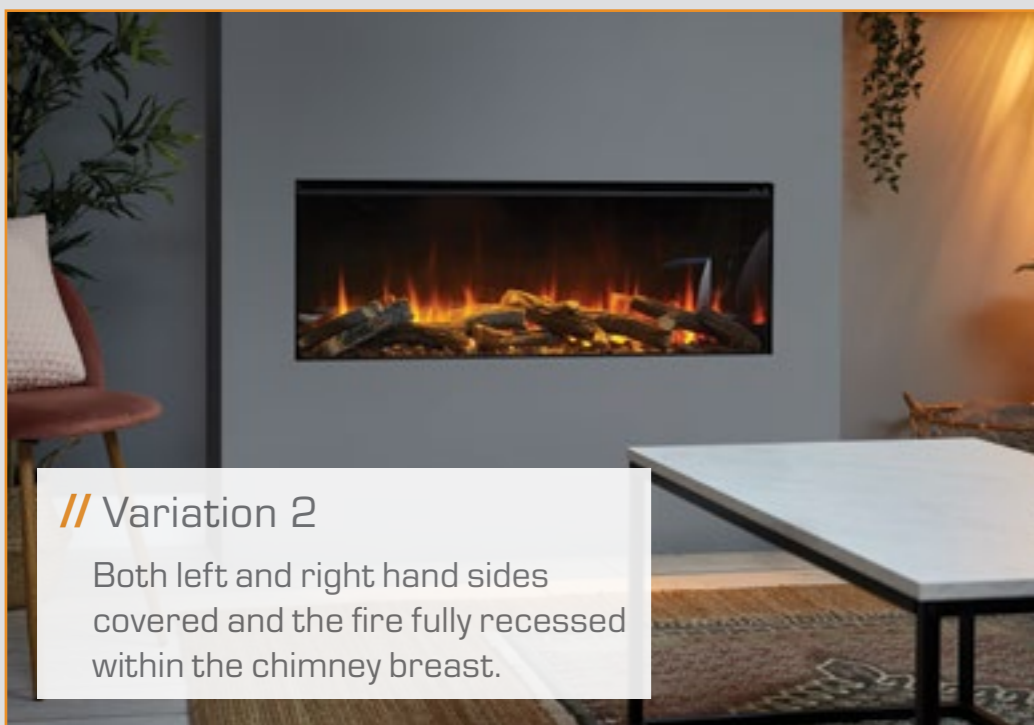 // Variation 2
Both left and right hand sides
covered and the fire fully recessed
within the chimney breast.